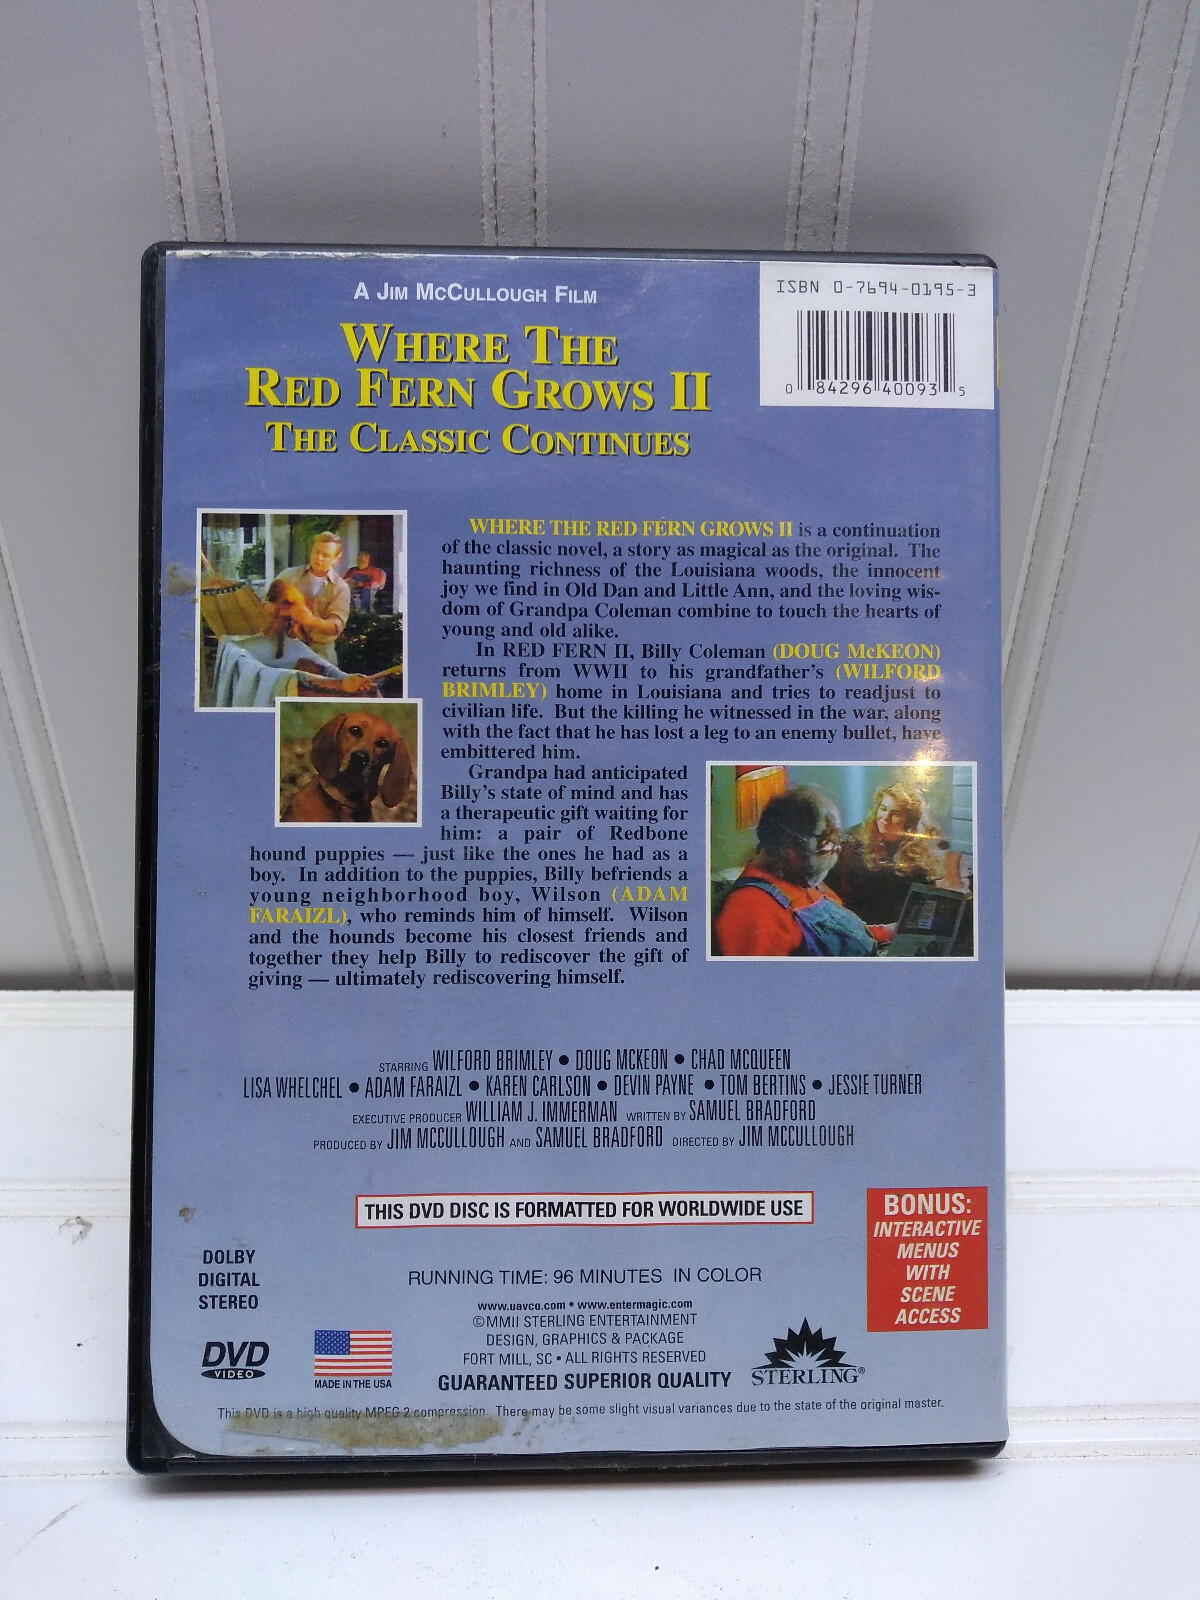 A JIM MCCULLOUGH FILM
WHERE THE
RED FERN GROWS II
THE CLASSIC CONTINUES
ISBN 0-7694-0195-3
0 84296 40093 5
WHERE THE RED FERN GROWS II is a continuation
of the classic novel, a story as magical as the original. The
haunting richness of the Louisiana woods, the innocent
joy we find in Old Dan and Little Ann, and the loving wis-
dom of Grandpa Coleman combine to touch the hearts of
young and old alike.
In RED FERN II, Billy Coleman (DOUG McKEON)
returns from WWII to his grandfather's (WILFORD
BRIMLEY) home in Louisiana and tries to readjust to
civilian life. But the killing he witnessed in the war, along
with the fact that he has lost a leg to an enemy bullet, have
embittered him.
Grandpa had anticipated
Billy's state of mind and has
a therapeutic gift waiting for
him: a pair of Redbone
hound puppies — just like the ones he had as a
boy. In addition to the puppies, Billy befriends a
young neighborhood boy, Wilson (ADAM
FARAIZL), who reminds him of himself. Wilson
and the hounds become his closest friends and
together they help Billy to rediscover the gift of
giving — ultimately rediscovering himself.
STARRING WILFORD BRIMLEY • DOUG MCKEON • CHAD MCQUEEN
LISA WHELCHEL • ADAM FARAIZL • KAREN CARLSON • DEVIN PAYNE • TOM BERTINS • JESSIE TURNER
EXECUTIVE PRODUCER WILLIAM J. IMMERMAN WRITTEN BY SAMUEL BRADFORD
PRODUCED BY JIM MCCULLOUGH AND SAMUEL BRADFORD DIRECTED BY JIM MCCULLOUGH
THIS DVD DISC IS FORMATTED FOR WORLDWIDE USE
BONUS:
INTERACTIVE
MENUS
WITH
SCENE
ACCESS
DOLBY
DIGITAL
STEREO
RUNNING TIME: 96 MINUTES IN COLOR
www.uavco.com • www.entermagic.com
©MMII STERLING ENTERTAINMENT
DESIGN, GRAPHICS & PACKAGE
FORT MILL, SC • ALL RIGHTS RESERVED
GUARANTEED SUPERIOR QUALITY
DVD
VIDEO
MADE IN THE USA
STERLING®
This DVD is a high quality MPEG-2 compression. There may be some slight visual variances due to the state of the original master.